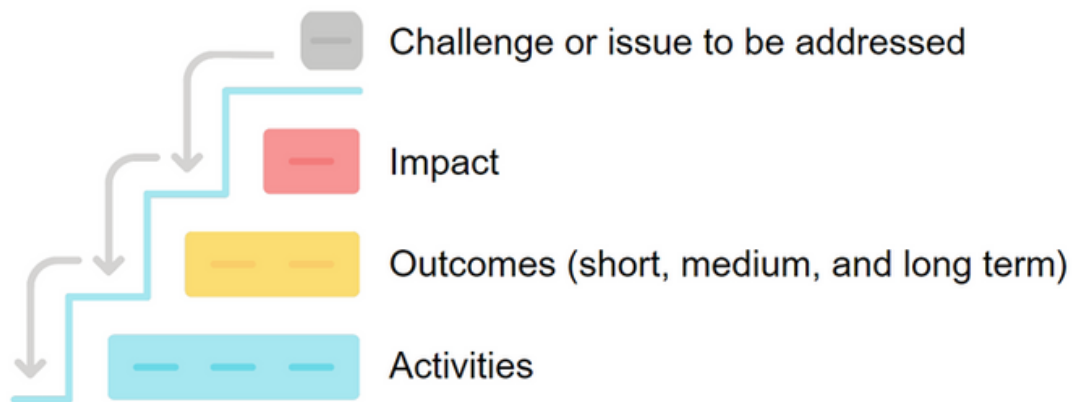 Challenge or issue to be addressed
Impact
Outcomes (short, medium, and long term)
Activities